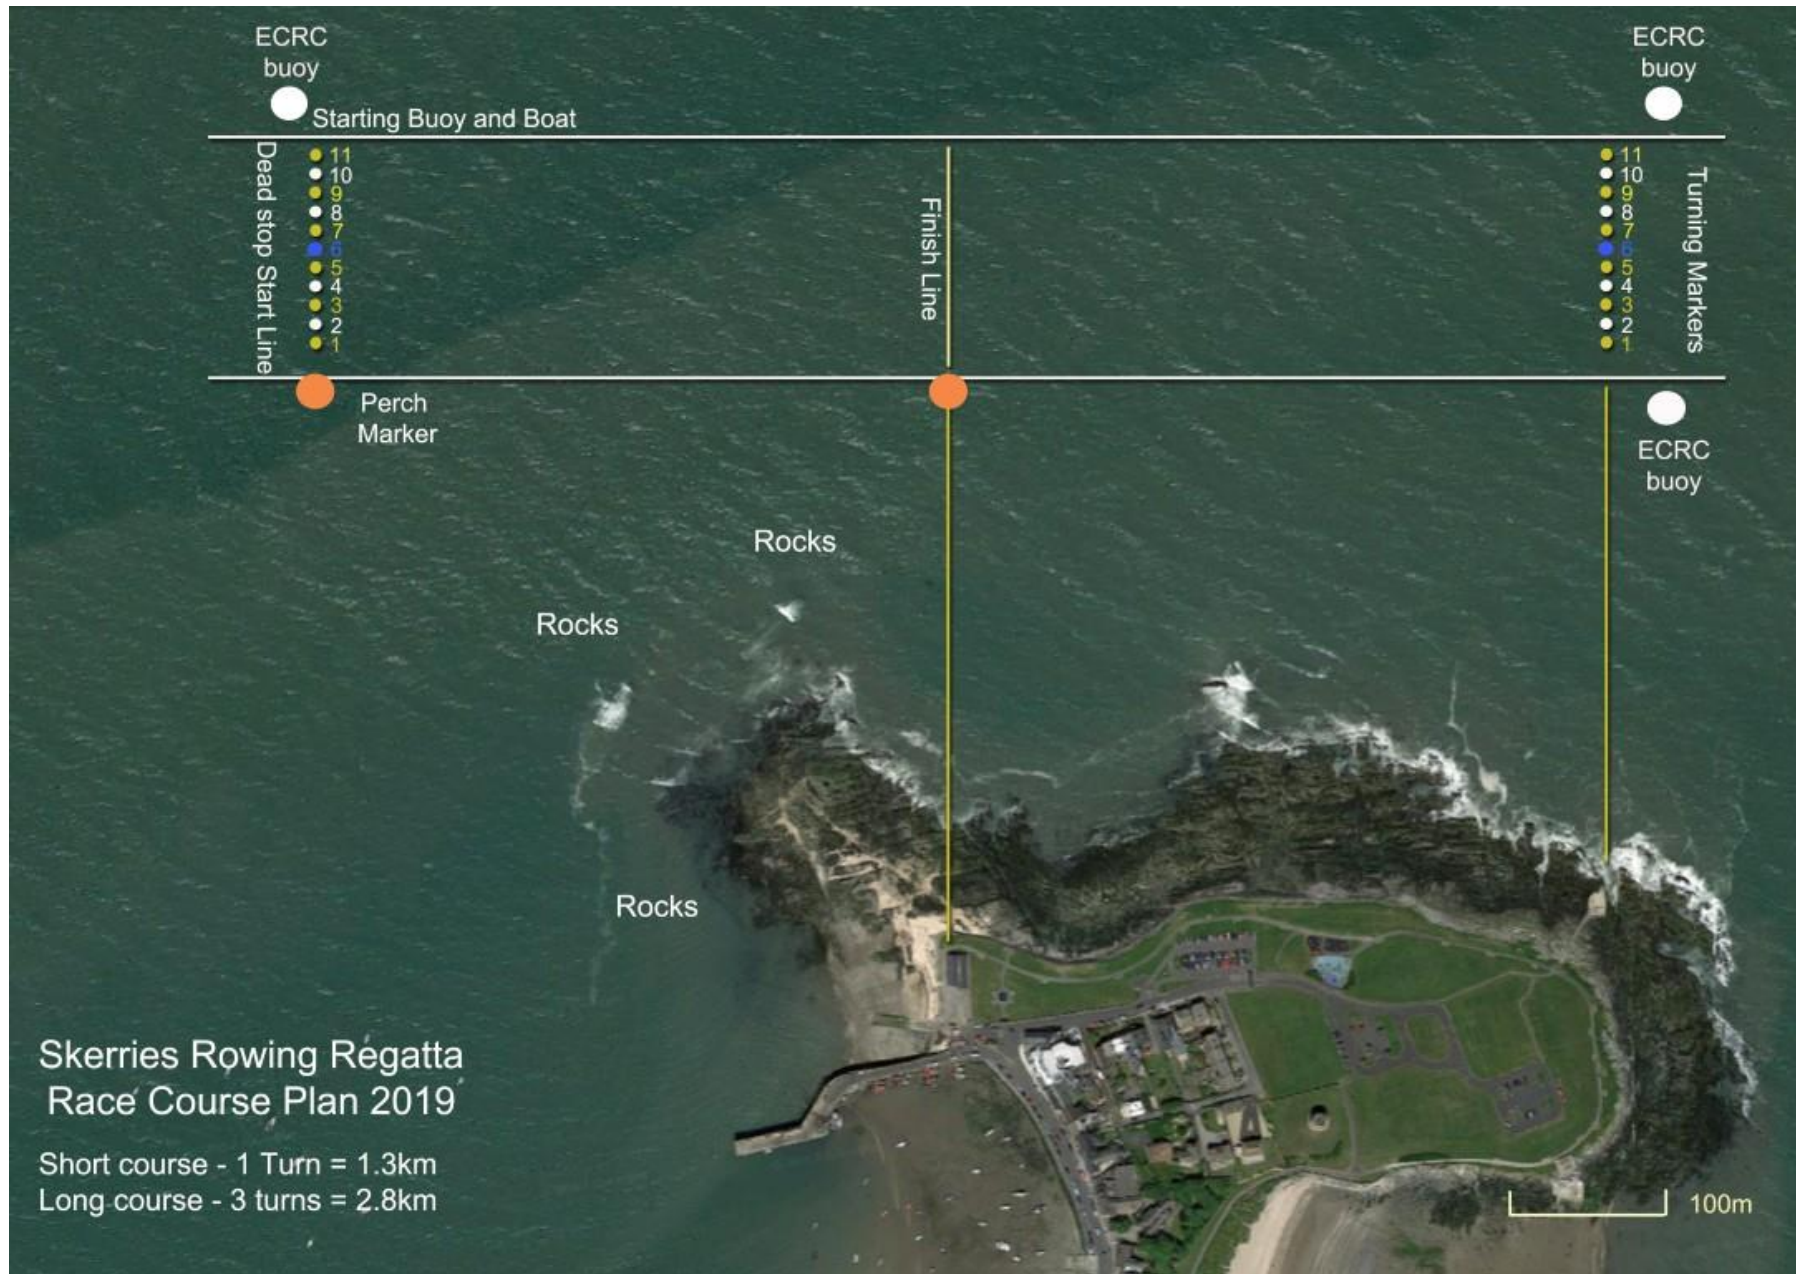 ECRC
buoy
ECRC
buoy
Starting Buoy and Boat
Dead stop Start Line
11
10
9
8
7
6
5
4
3
2
1
Finish Line
11
10
9
8
7
6
5
4
3
2
1
Turning Markers
Perch
Marker
ECRC
buoy
Rocks
Rocks
Rocks
Skerries Rowing Regatta
Race Course Plan 2019
Short course - 1 Turn = 1.3km
Long course - 3 turns = 2.8km
100m